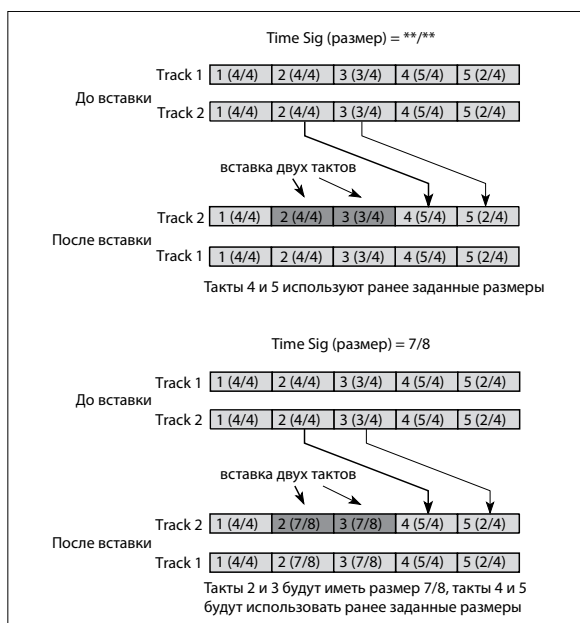 Time Sig (размер) = **/**
Track 1 1 (4/4) 2 (4/4) 3 (3/4) 4 (5/4) 5 (2/4)
До вставки
Track 2 1 (4/4) 2 (4/4) 3 (3/4) 4 (5/4) 5 (2/4)
вставка двух тактов
Track 2 1 (4/4) 2 (4/4) 3 (3/4) 4 (5/4) 5 (2/4)
После вставки
Track 1 1 (4/4) 2 (4/4) 3 (3/4) 4 (5/4) 5 (2/4)
Такты 4 и 5 используют ранее заданные размеры
Time Sig (размер) = 7/8
Track 1 1 (4/4) 2 (4/4) 3 (3/4) 4 (5/4) 5 (2/4)
До вставки
Track 2 1 (4/4) 2 (4/4) 3 (3/4) 4 (5/4) 5 (2/4)
вставка двух тактов
Track 2 1 (4/4) 2 (7/8) 3 (7/8) 4 (5/4) 5 (2/4)
После вставки
Track 1 1 (4/4) 2 (7/8) 3 (7/8) 4 (5/4) 5 (2/4)
Такты 2 и 3 будут иметь размер 7/8, такты 4 и 5
будут использовать ранее заданные размеры